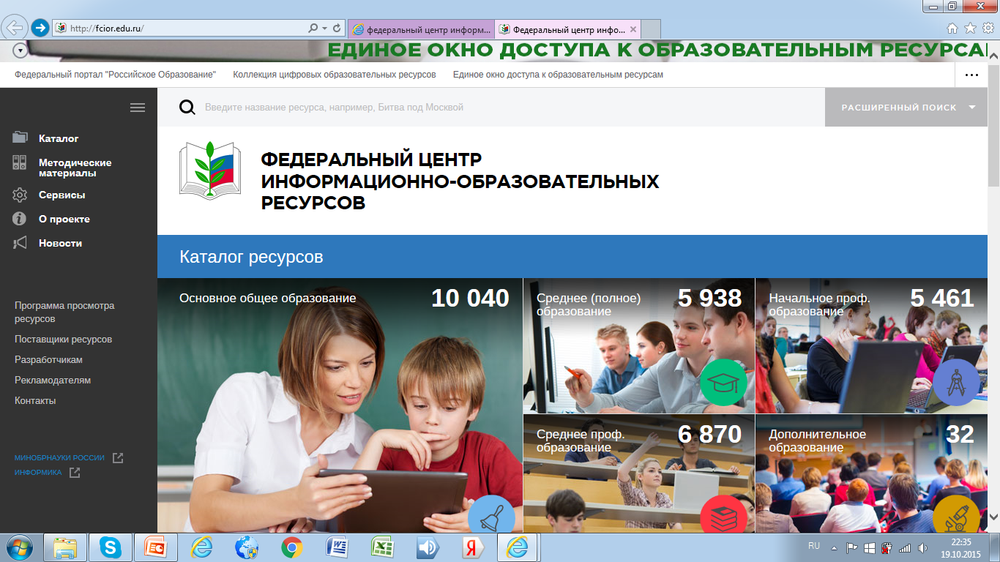 http://fcior.edu.ru/
федеральный центр информ...
Федеральный центр инфо...
ЕДИНОЕ ОКНО ДОСТУПА К ОБРАЗОВАТЕЛЬНЫМ РЕСУРСАМ
Федеральный портал "Российское Образование"
Коллекция цифровых образовательных ресурсов
Единое окно доступа к образовательным ресурсам
Введите название ресурса, например, Битва под Москвой
РАСШИРЕННЫЙ ПОИСК
Каталог
Методические
материалы
Сервисы
О проекте
Новости
Программа просмотра
ресурсов
Поставщики ресурсов
Разработчикам
Рекламодателям
Контакты
МИНОБРНАУКИ РОССИИ
ИНФОРМИКА
ФЕДЕРАЛЬНЫЙ ЦЕНТР
ИНФОРМАЦИОННО-ОБРАЗОВАТЕЛЬНЫХ
РЕСУРСОВ
Каталог ресурсов
Основное общее образование
10 040
Среднее (полное)
образование
5 938
Начальное проф.
образование
5 461
Среднее проф.
образование
6 870
Дополнительное
образование
32
RU
22:35
19.10.2015